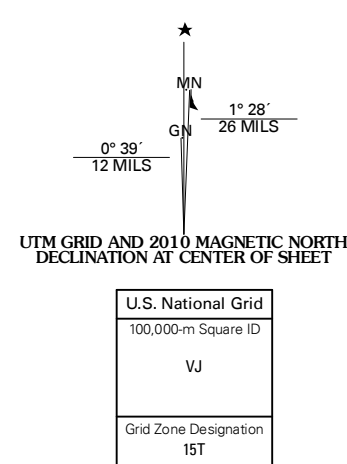 MN
1° 28´
26 MILS
GN
0° 39´
12 MILS
UTM GRID AND 2010 MAGNETIC NORTH
DECLINATION AT CENTER OF SHEET
U.S. National Grid
100,000-m Square ID
VJ
Grid Zone Designation
15T